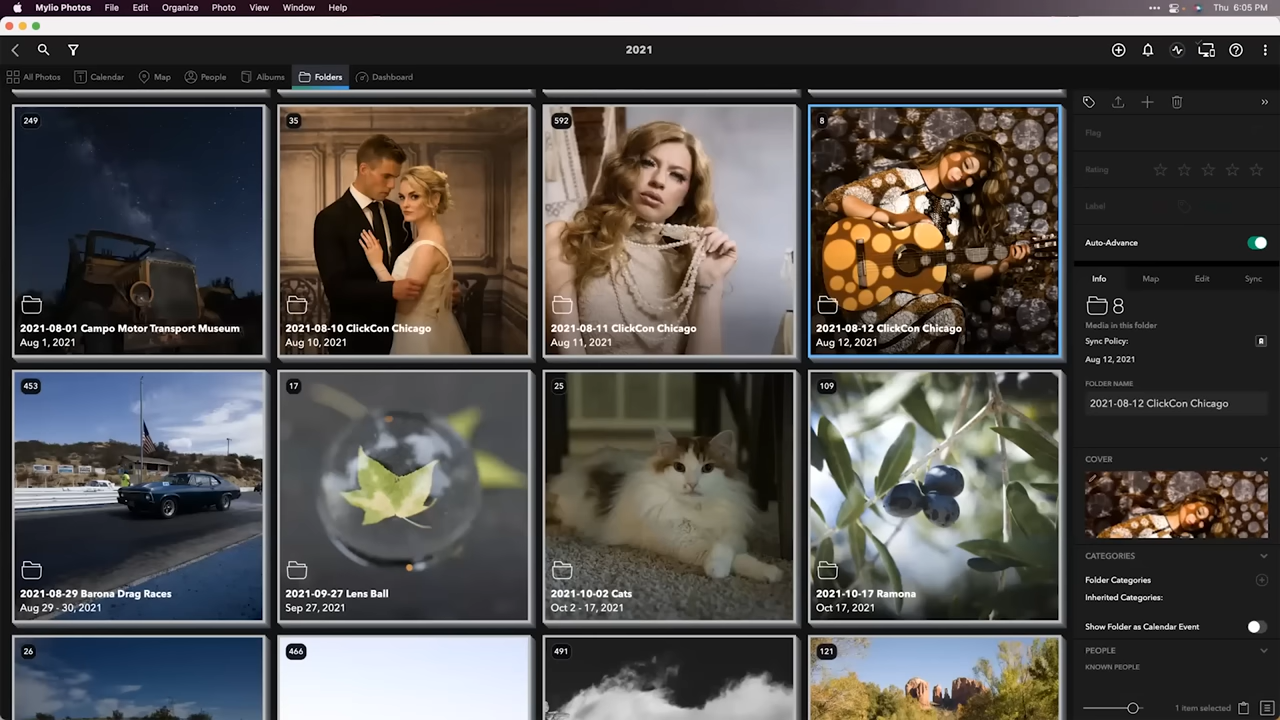 Mylio Photos File Edit Organize Photo View Window Help Thu 6:05 PM
2021
All Photos Calendar Map People Albums Folders Dashboard
249
35
592
8
2021-08-01 Campo Motor Transport Museum
Aug 1, 2021
2021-08-10 ClickCon Chicago
Aug 10, 2021
2021-08-11 ClickCon Chicago
Aug 11, 2021
2021-08-12 ClickCon Chicago
Aug 12, 2021
453
17
25
109
2021-08-29 Barona Drag Races
Aug 29 - 30, 2021
2021-09-27 Lens Ball
Sep 27, 2021
2021-10-02 Cats
Oct 2 - 17, 2021
2021-10-17 Ramona
Oct 17, 2021
26
466
491
121
Flag
Rating
Label
Auto-Advance
Info Map Edit Sync
8
Media in this folder
Sync Policy:
Aug 12, 2021
FOLDER NAME
2021-08-12 ClickCon Chicago
COVER
CATEGORIES
Folder Categories
Inherited Categories:
Show Folder as Calendar Event
PEOPLE
KNOWN PEOPLE
1 item selected